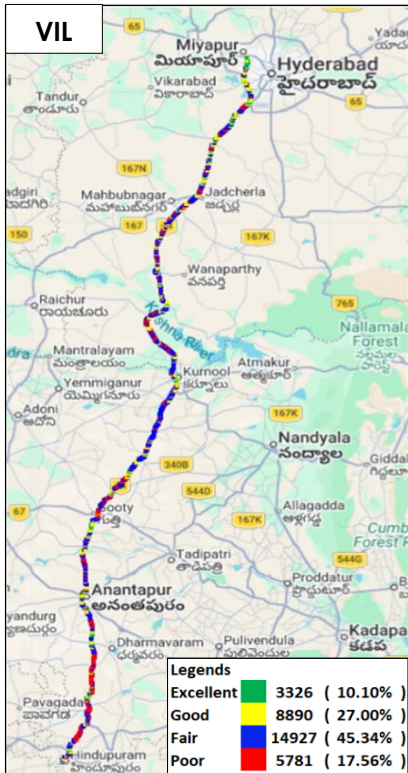 VIL
65
Miyapur
మియాపూర్
Hyderabad
హైదరాబాద్
Vikarabad
వికారాబాద్
Tandur
తాండూరు
65
167N
Mahbubnagar
మహబూబ్‌నగర్
Jadcherla
జడ్చర్ల
150
167
44
167K
Wanaparthy
వనపర్తి
Raichur
ರಾಯಚೂರು
765
Krishna River
Nallamala
Forest
Mantralayam
మంత్రాలయం
Atmakur
ఆత్మకూర్
Kurnool
కర్నూలు
Yemmiganur
యెమ్మిగనూరు
Adoni
ఆదోని
167K
Nandyala
నంద్యాల
340B
544D
67
Gooty
గుత్తి
167K
Allagadda
ఆళ్లగడ్డ
544G
Tadipatri
తాడిపత్రి
Proddatur
ప్రొద్దుటూర్
Anantapur
అనంతపురం
Kadapa
కడప
Dharmavaram
ధర్మవరం
Pulivendula
పులివెందుల
Pavagada
ಪಾವಗಡ
Hindupuram
హిందూపురం
Legends
Excellent 3326 ( 10.10% )
Good 8890 ( 27.00% )
Fair 14927 ( 45.34% )
Poor 5781 ( 17.56% )